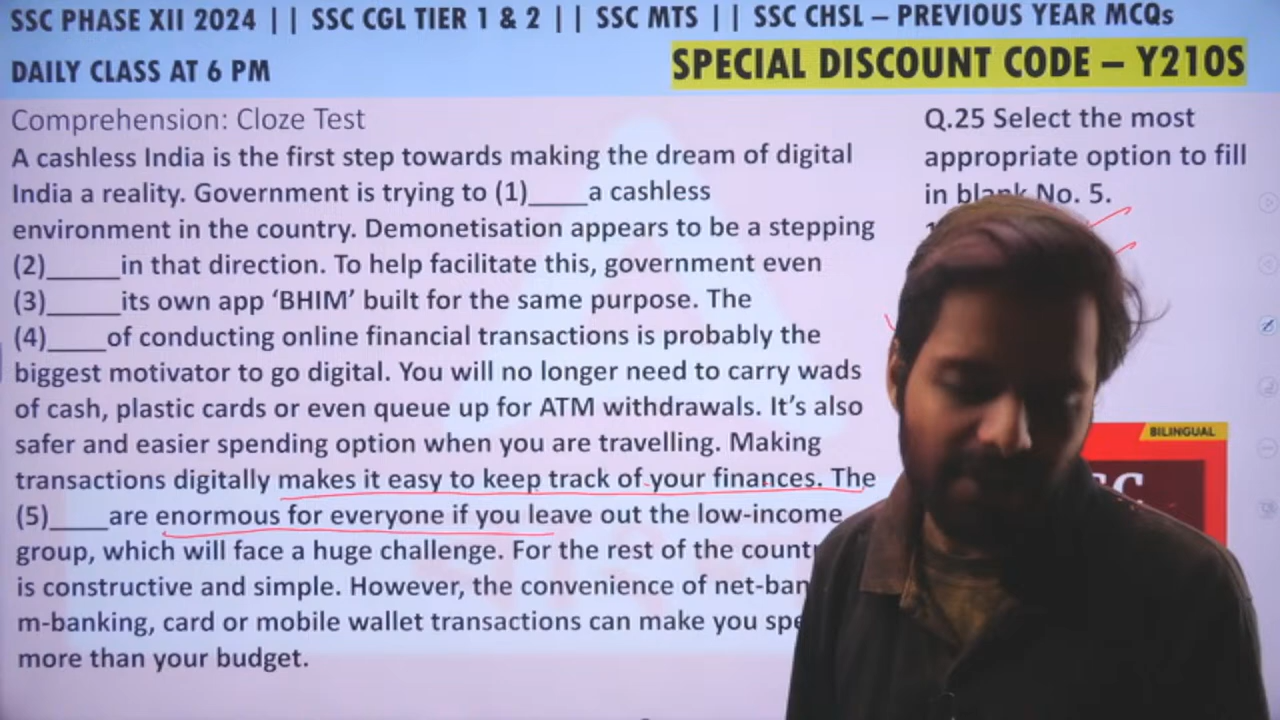 SSC PHASE XII 2024 || SSC CGL TIER 1 & 2 || SSC MTS || SSC CHSL – PREVIOUS YEAR MCQs
DAILY CLASS AT 6 PM
SPECIAL DISCOUNT CODE – Y210S
Comprehension: Cloze Test
A cashless India is the first step towards making the dream of digital
India a reality. Government is trying to (1)____a cashless
environment in the country. Demonetisation appears to be a stepping
(2)_____in that direction. To help facilitate this, government even
(3)_____its own app ‘BHIM’ built for the same purpose. The
(4)____of conducting online financial transactions is probably the
biggest motivator to go digital. You will no longer need to carry wads
of cash, plastic cards or even queue up for ATM withdrawals. It’s also
safer and easier spending option when you are travelling. Making
transactions digitally makes it easy to keep track of your finances. The
(5)____are enormous for everyone if you leave out the low-income
group, which will face a huge challenge. For the rest of the
is constructive and simple. However, the convenience of
m-banking, card or mobile wallet transactions can make you
more than your budget.
Q.25 Select the most
appropriate option to fill
in blank No. 5.
BILINGUAL